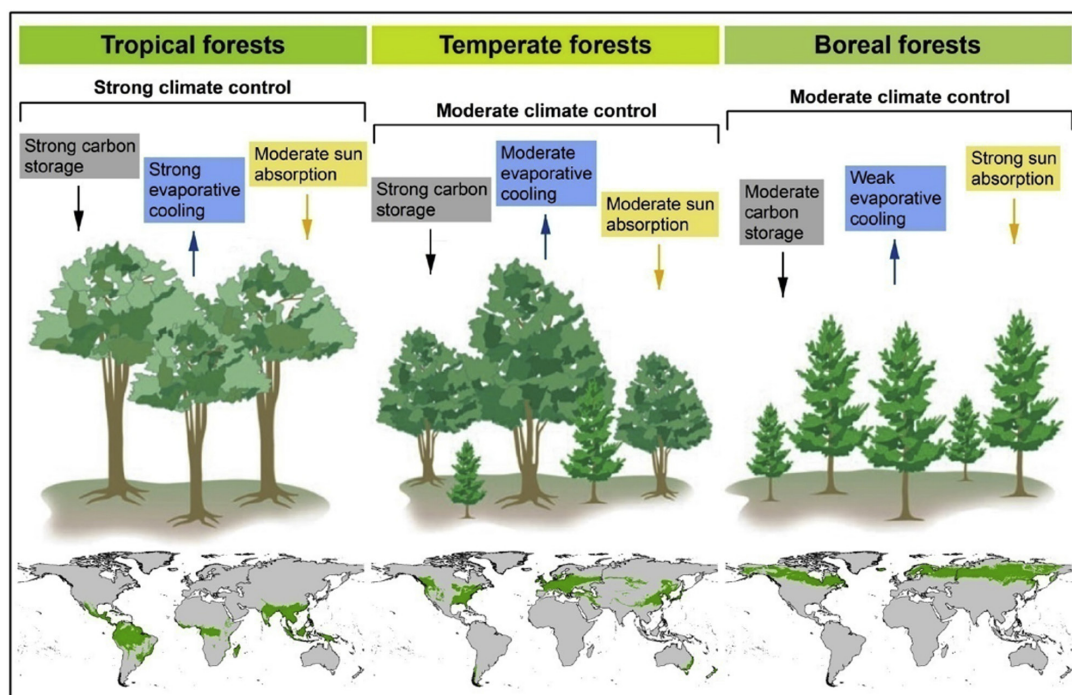 Tropical forests
Strong climate control
Strong carbon
storage
Strong
evaporative
cooling
Moderate sun
absorption
Temperate forests
Moderate climate control
Strong carbon
storage
Moderate
evaporative
cooling
Moderate sun
absorption
Boreal forests
Moderate climate control
Moderate
carbon
storage
Weak
evaporative
cooling
Strong sun
absorption